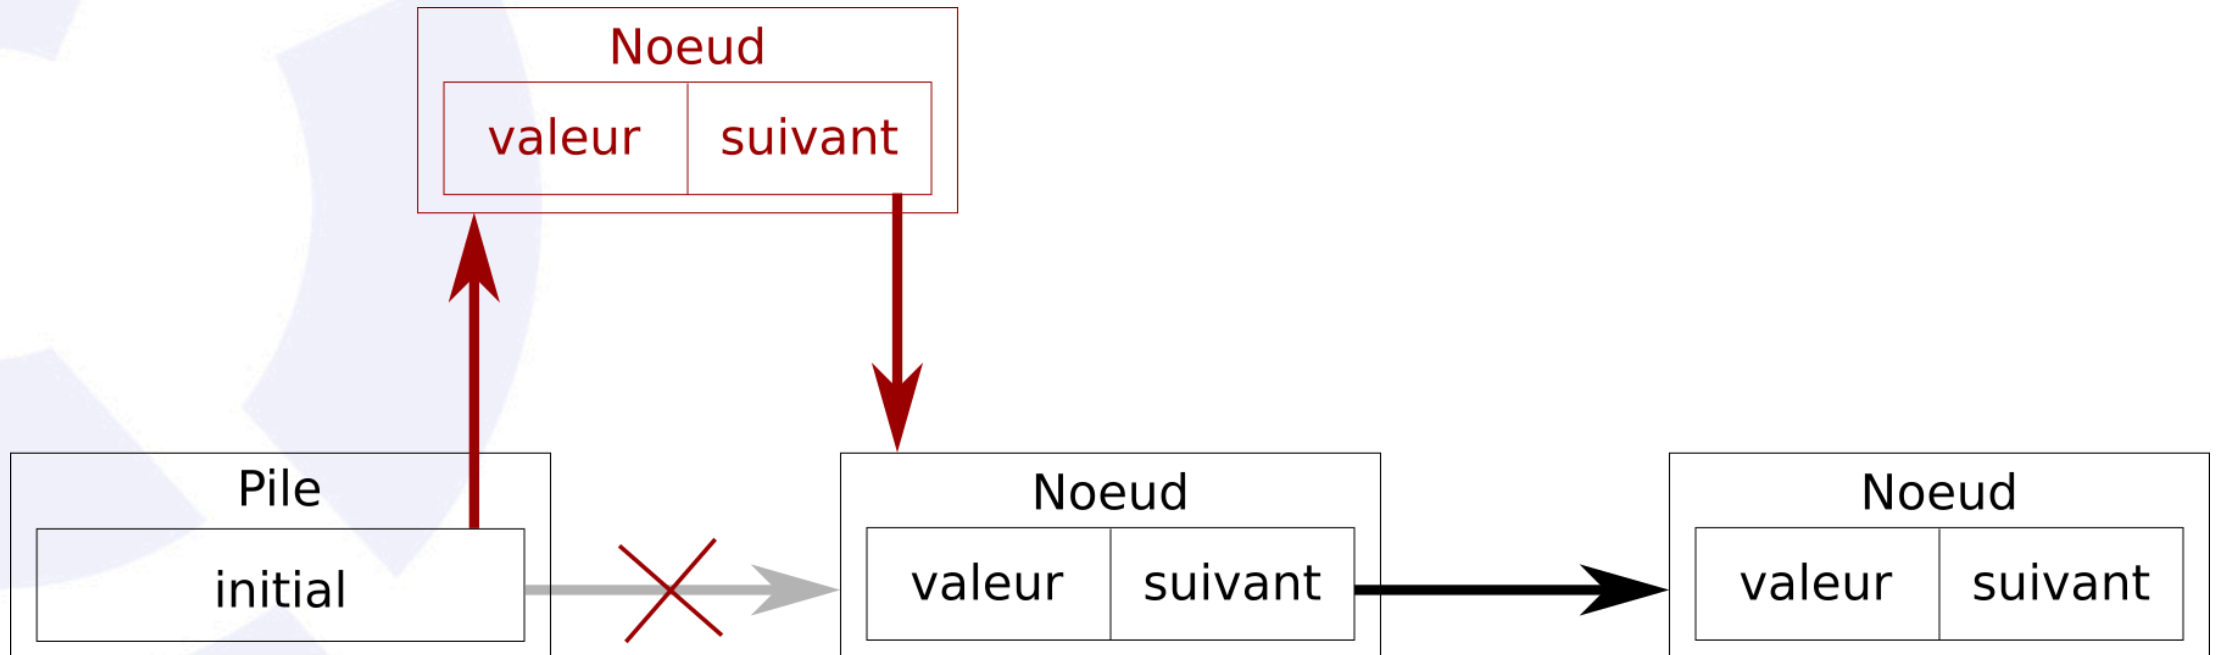 Noeud
valeur suivant
Pile
initial
Noeud
valeur suivant
Noeud
valeur suivant